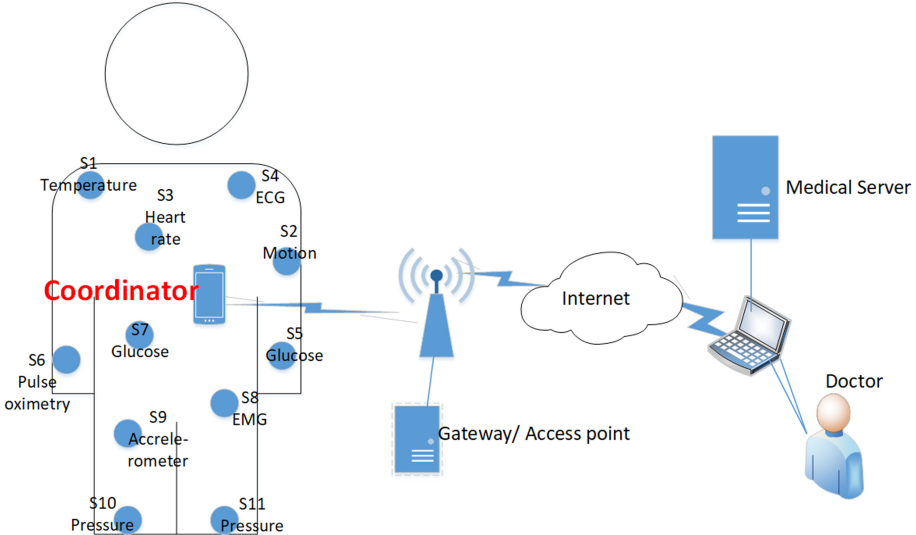 S1
Temperature
S3
Heart
rate
S4
ECG
S2
Motion
Coordinator
S7
Glucose
S5
Glucose
S6
Pulse
oximetry
S8
EMG
S9
Accrele-
rometer
S10
Pressure
S11
Pressure
Gateway/ Access point
Internet
Medical Server
Doctor